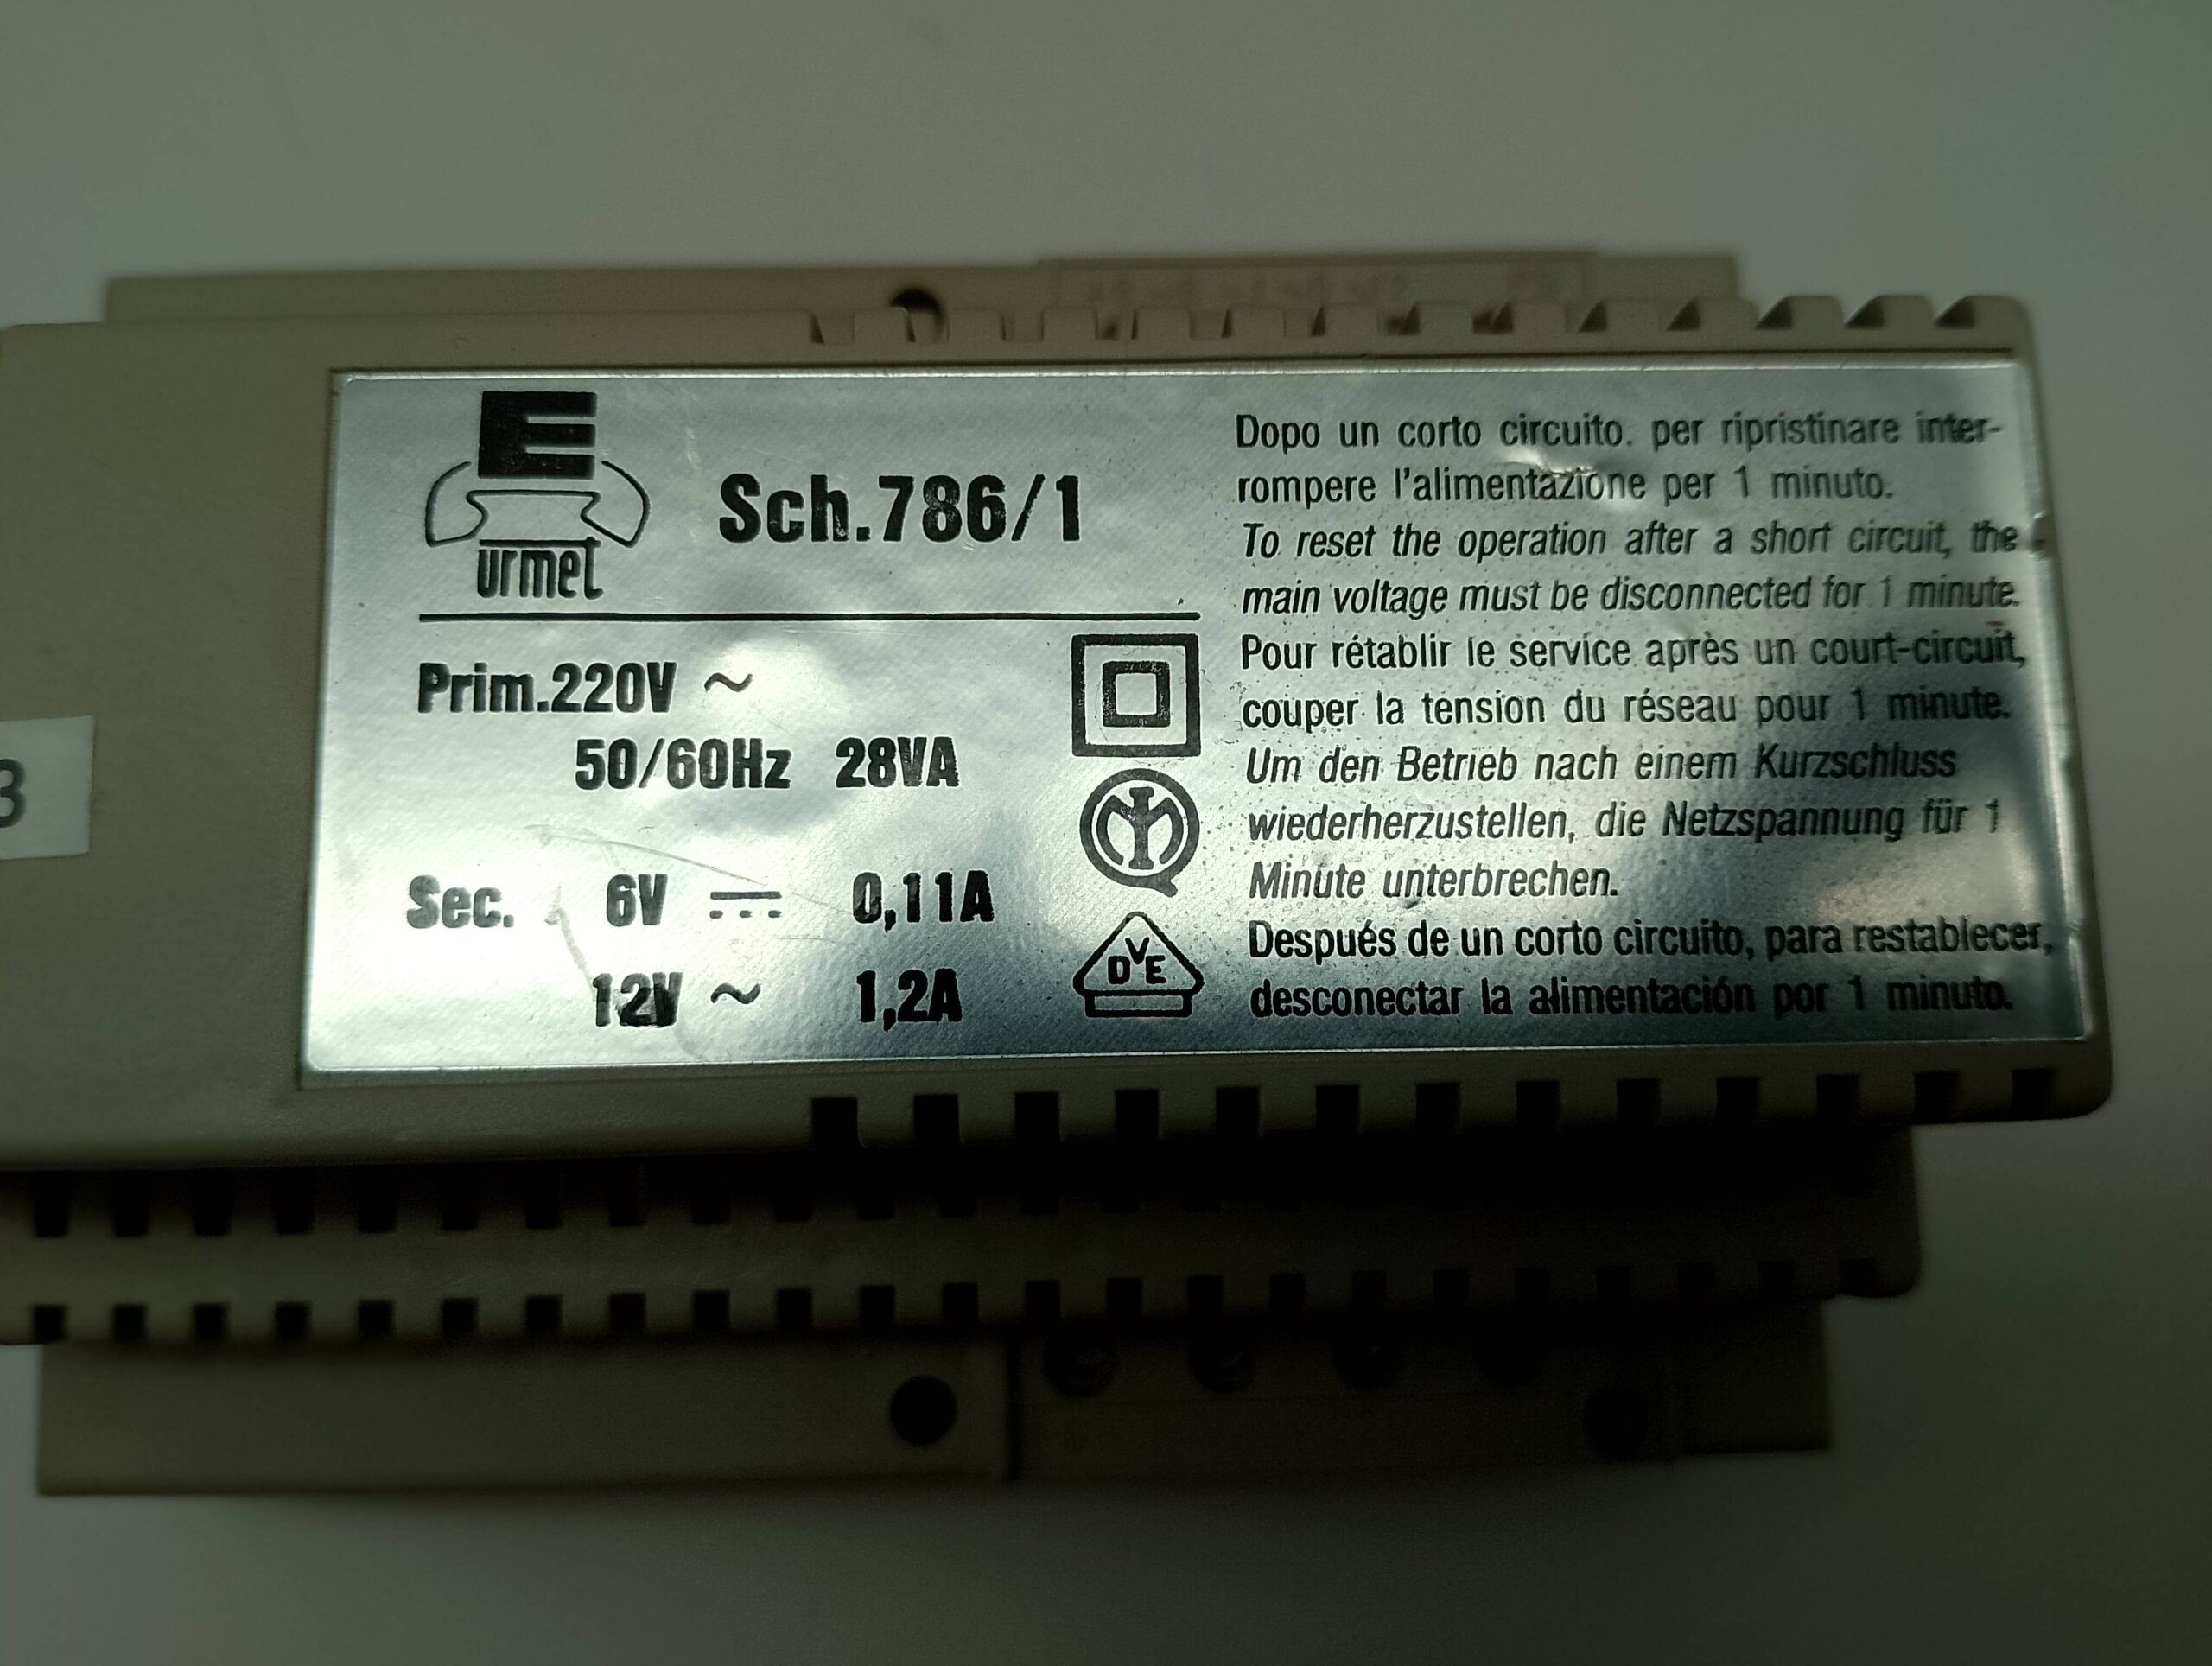 E
urmet
Sch.786/1
Prim.220V ~
50/60Hz 28VA
Sec. 6V ⎓ 0,11A
12V ~ 1,2A
DVE
Dopo un corto circuito. per ripristinare inter-
rompere l'alimentazione per 1 minuto.
To reset the operation after a short circuit, the
main voltage must be disconnected for 1 minute.
Pour rétablir le service après un court-circuit,
couper la tension du réseau pour 1 minute.
Um den Betrieb nach einem Kurzschluss
wiederherzustellen, die Netzspannung für 1
Minute unterbrechen.
Después de un corto circuito, para restablecer,
desconectar la alimentación por 1 minuto.
3